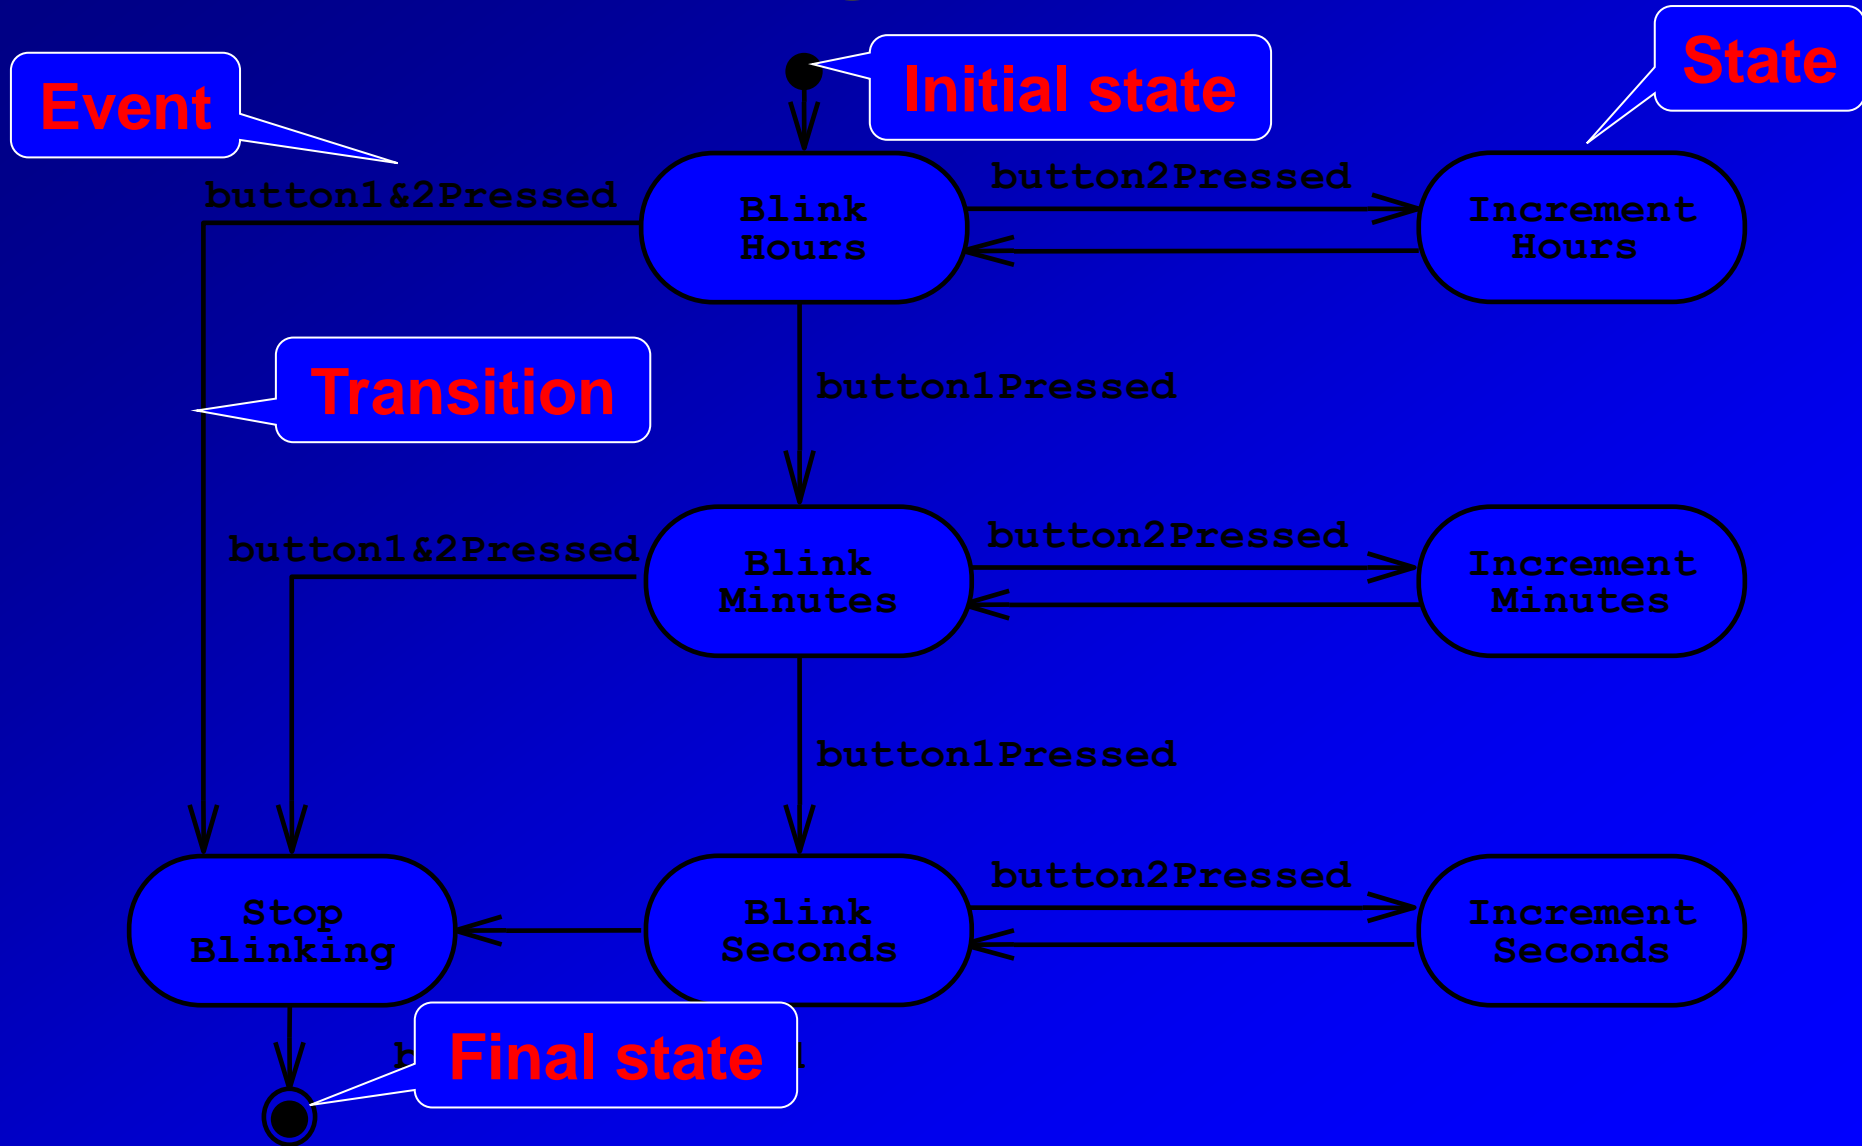 Event
Initial state
State
button1&2Pressed
Blink
Hours
button2Pressed
Increment
Hours
Transition
button1Pressed
button1&2Pressed
Blink
Minutes
button2Pressed
Increment
Minutes
button1Pressed
Stop
Blinking
Blink
Seconds
button2Pressed
Increment
Seconds
Final state